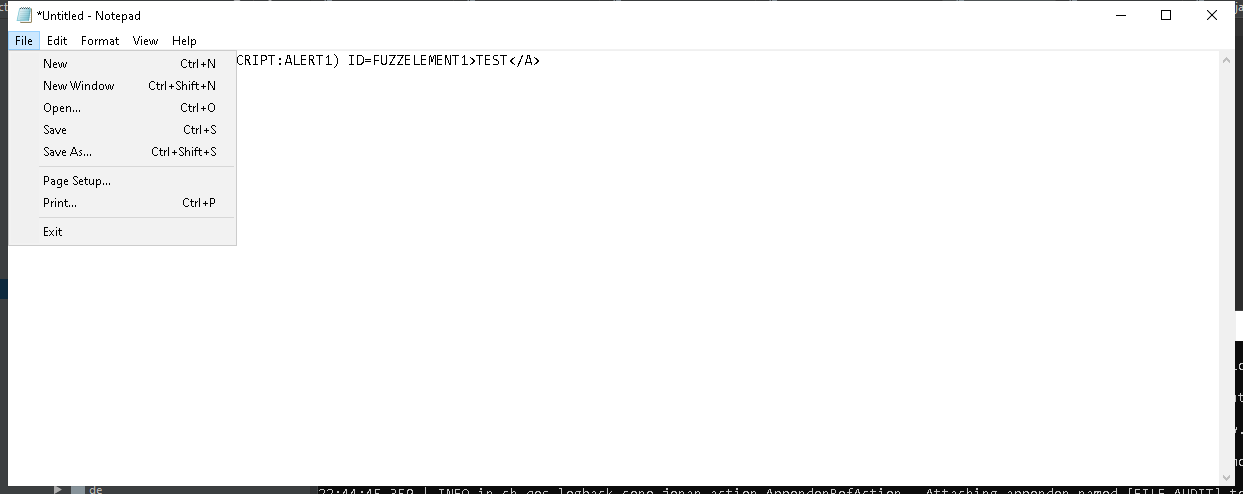 *Untitled - Notepad
File Edit Format View Help
CRIPT:ALERT1) ID=FUZZELEMENT1>TEST</A>
New Ctrl+N
New Window Ctrl+Shift+N
Open... Ctrl+O
Save Ctrl+S
Save As... Ctrl+Shift+S
Page Setup...
Print... Ctrl+P
Exit
de
22:44:45.359 | INFO in ch.qos.logback.core.joran.action.AppenderRefAction - Attaching appender named [FILE_AUDIT] t